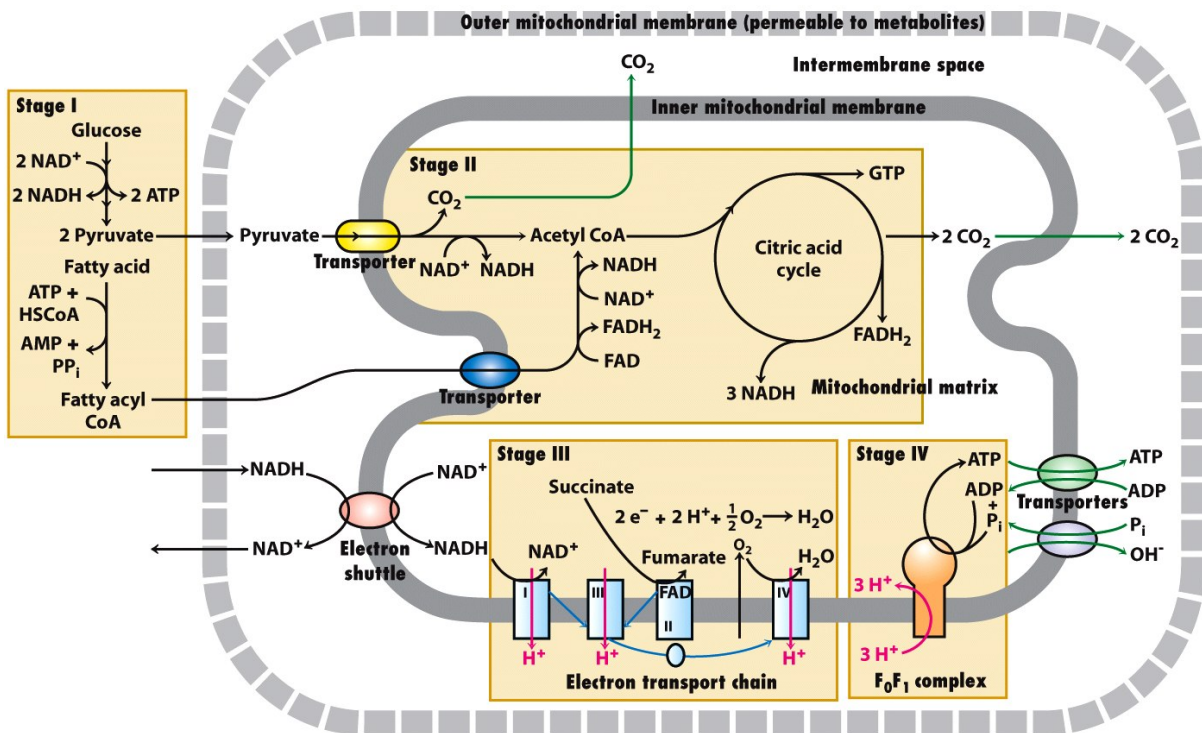 Outer mitochondrial membrane (permeable to metabolites)
Intermembrane space
Inner mitochondrial membrane
CO₂
Stage I
Glucose
2 NAD⁺
2 NADH
2 ATP
2 Pyruvate
Fatty acid
ATP +
HSCoA
AMP +
PPᵢ
Fatty acyl
CoA
Pyruvate
Transporter
Stage II
CO₂
NAD⁺
NADH
Acetyl CoA
NADH
NAD⁺
FADH₂
FAD
Transporter
Citric acid
cycle
GTP
2 CO₂
2 CO₂
FADH₂
3 NADH
Mitochondrial matrix
NADH
NAD⁺
NAD⁺
NADH
Electron
shuttle
Stage III
Succinate
2 e⁻ + 2 H⁺ + ½ O₂ → H₂O
NAD⁺
Fumarate
O₂
H₂O
I
III
FAD
II
IV
H⁺
H⁺
H⁺
Electron transport chain
Stage IV
ATP
ADP
+
Pᵢ
3 H⁺
3 H⁺
F₀F₁ complex
ATP
ADP
Transporters
Pᵢ
OH⁻